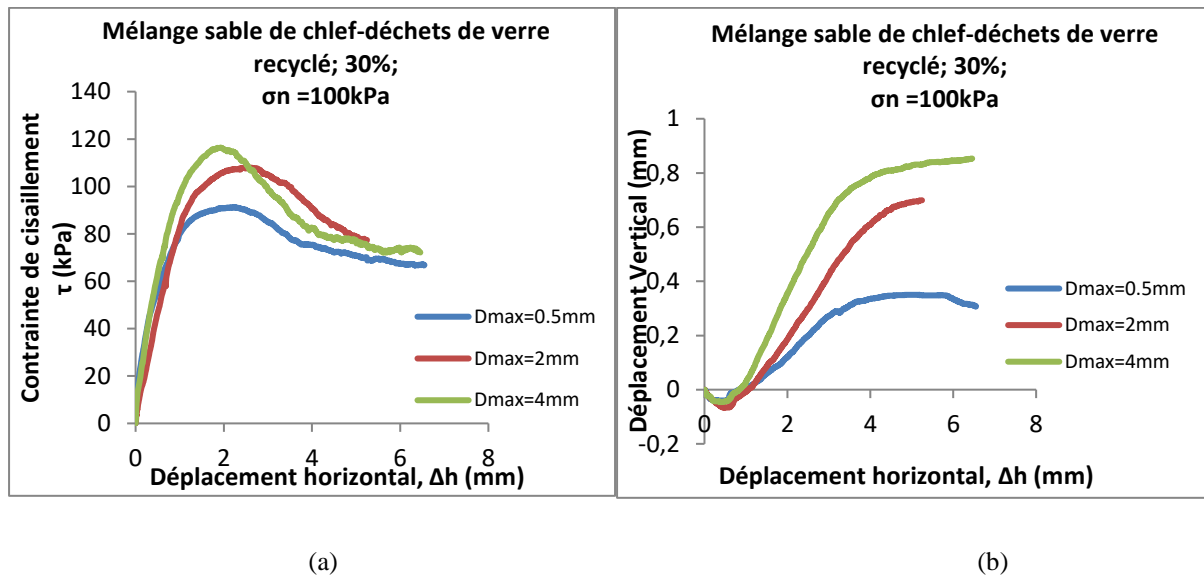 Mélange sable de chlef-déchets de verre
recyclé; 30%;
σn =100kPa
Contrainte de cisaillement
τ (kPa)
140
120
100
80
60
40
20
0
0 2 4 6 8
Déplacement horizontal, Δh (mm)
Dmax=0.5mm
Dmax=2mm
Dmax=4mm
Mélange sable de chlef-déchets de verre
recyclé; 30%;
σn =100kPa
Déplacement Vertical (mm)
1
0,8
0,6
0,4
0,2
0
-0,2
0 2 4 6 8
Déplacement horizontal, Δh (mm)
Dmax=0.5mm
Dmax=2mm
Dmax=4mm
(a)
(b)